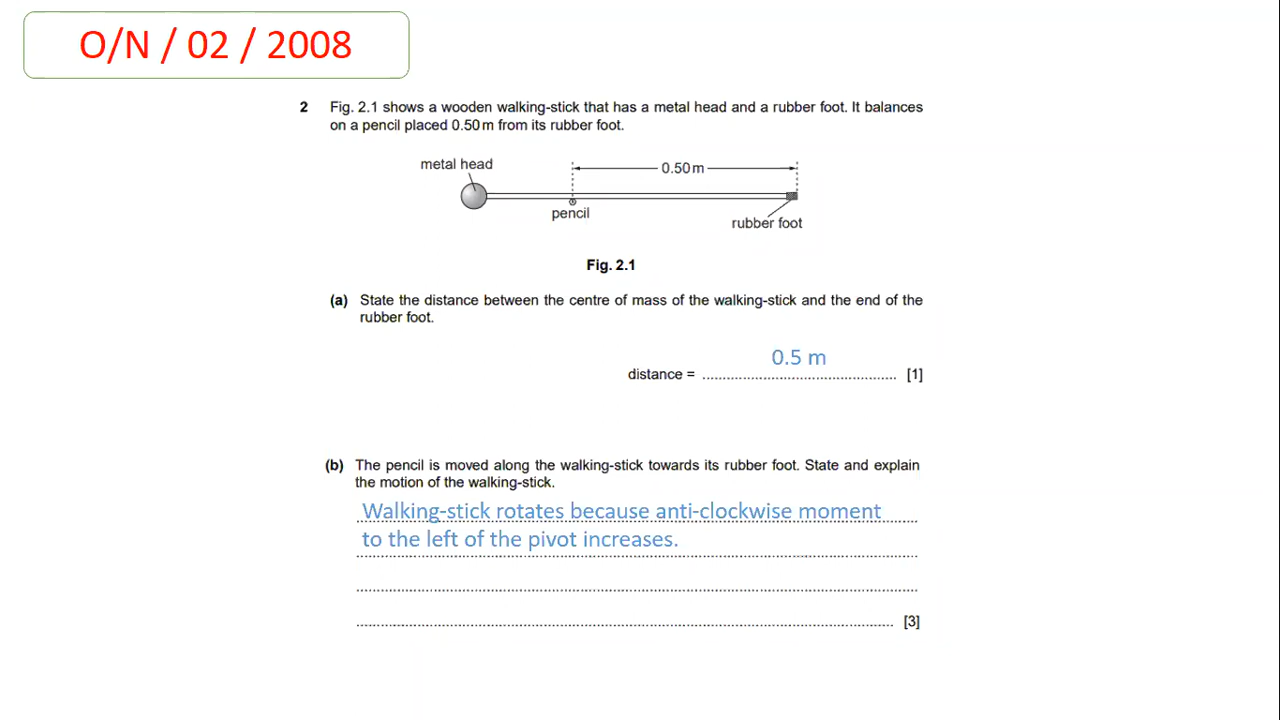 O/N / 02 / 2008
2 Fig. 2.1 shows a wooden walking-stick that has a metal head and a rubber foot. It balances
on a pencil placed 0.50 m from its rubber foot.
metal head
0.50 m
pencil
rubber foot
Fig. 2.1
(a) State the distance between the centre of mass of the walking-stick and the end of the
rubber foot.
0.5 m
distance = ................................................ [1]
(b) The pencil is moved along the walking-stick towards its rubber foot. State and explain
the motion of the walking-stick.
Walking-stick rotates because anti-clockwise moment
to the left of the pivot increases.
[3]